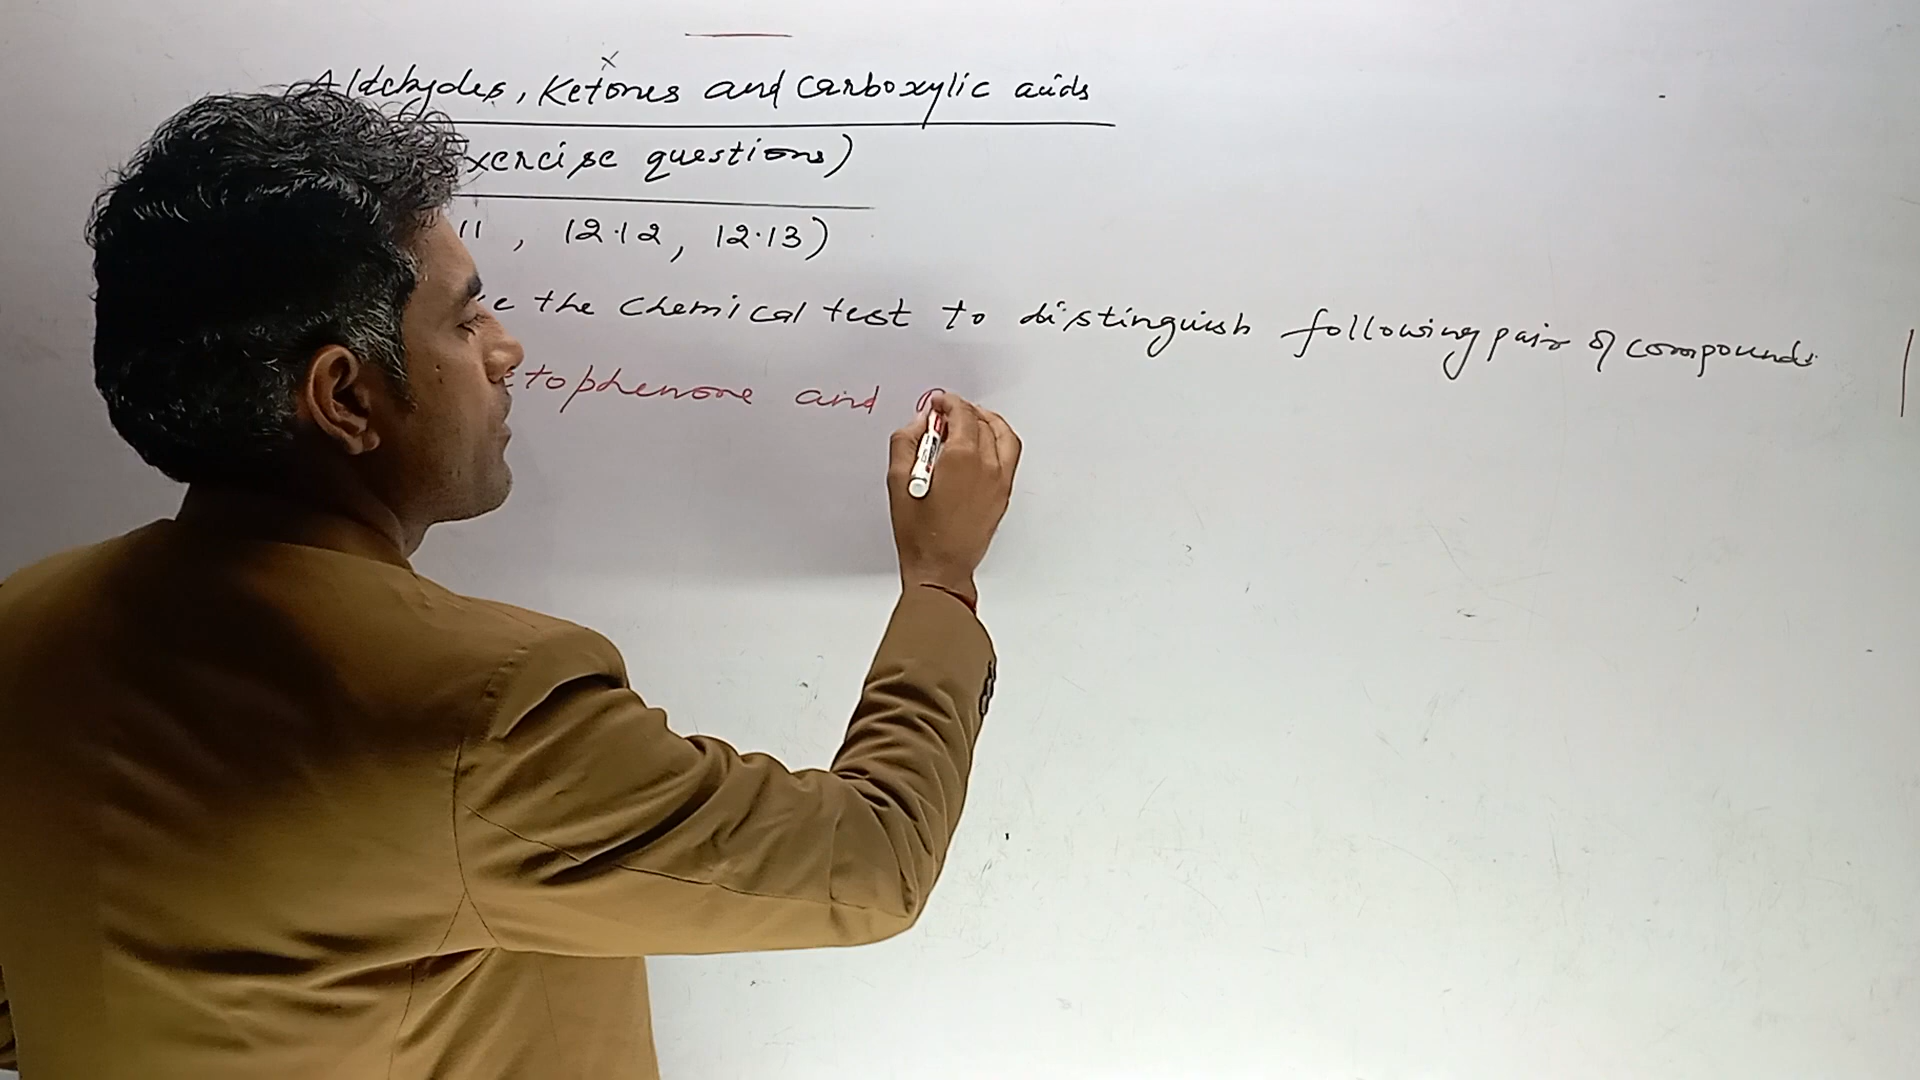 Aldehydes, Ketones and carboxylic acids
xercise questions)
11 , 12.12, 12.13)
e the chemical test to distinguish following pair of compounds
etophenone and